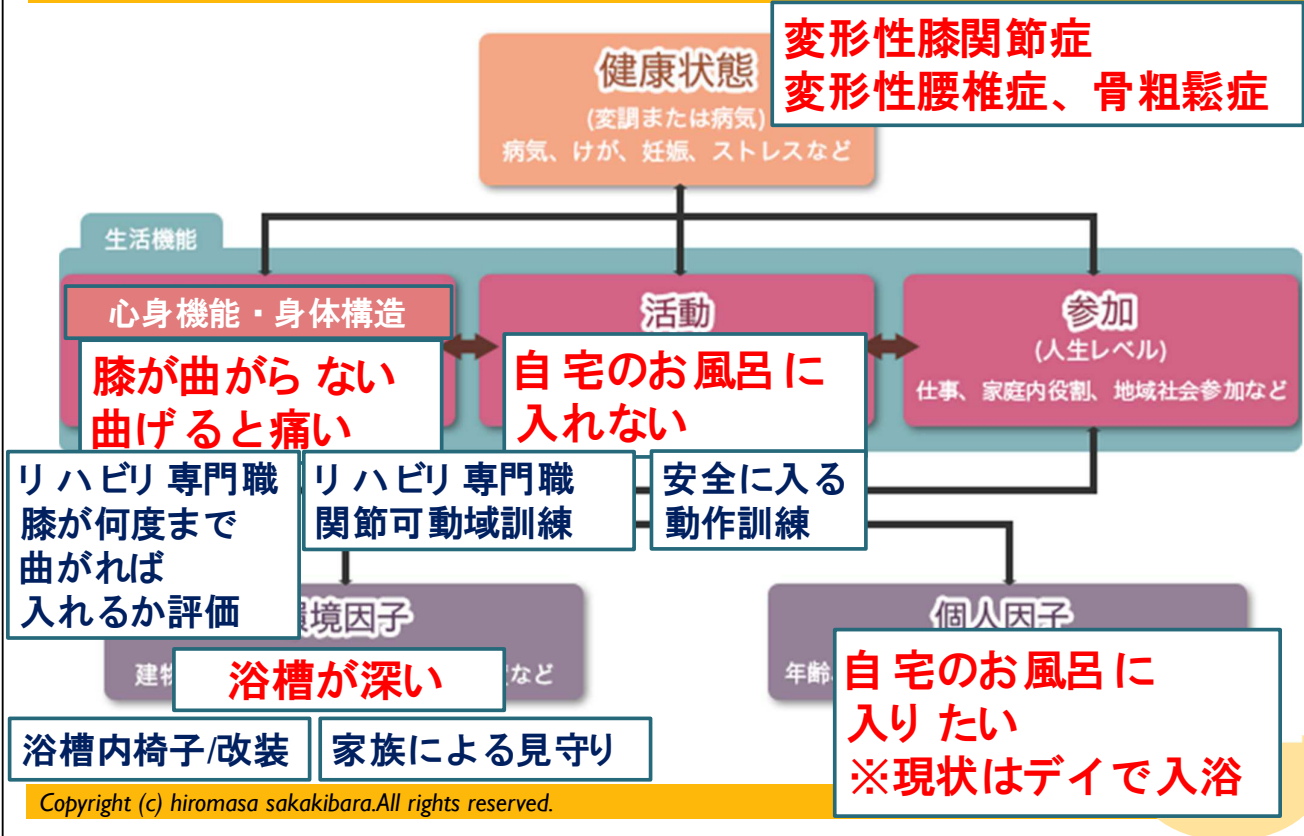 変形性膝関節症
変形性腰椎症、骨粗鬆症
健康状態
(変調または病気)
病気、けが、妊娠、ストレスなど
生活機能
心身機能・身体構造
膝が曲がらない
曲げると痛い
活動
自宅のお風呂に
入れない
参加
(人生レベル)
仕事、家庭内役割、地域社会参加など
リハビリ専門職
膝が何度まで
曲がれば
入れるか評価
リハビリ専門職
関節可動域訓練
安全に入る
動作訓練
境因子
建物
など
浴槽が深い
浴槽内椅子/改装
家族による見守り
個人因子
年齢
自宅のお風呂に
入りたい
※現状はデイで入浴
Copyright (c) hiromasa sakakibara.All rights reserved.